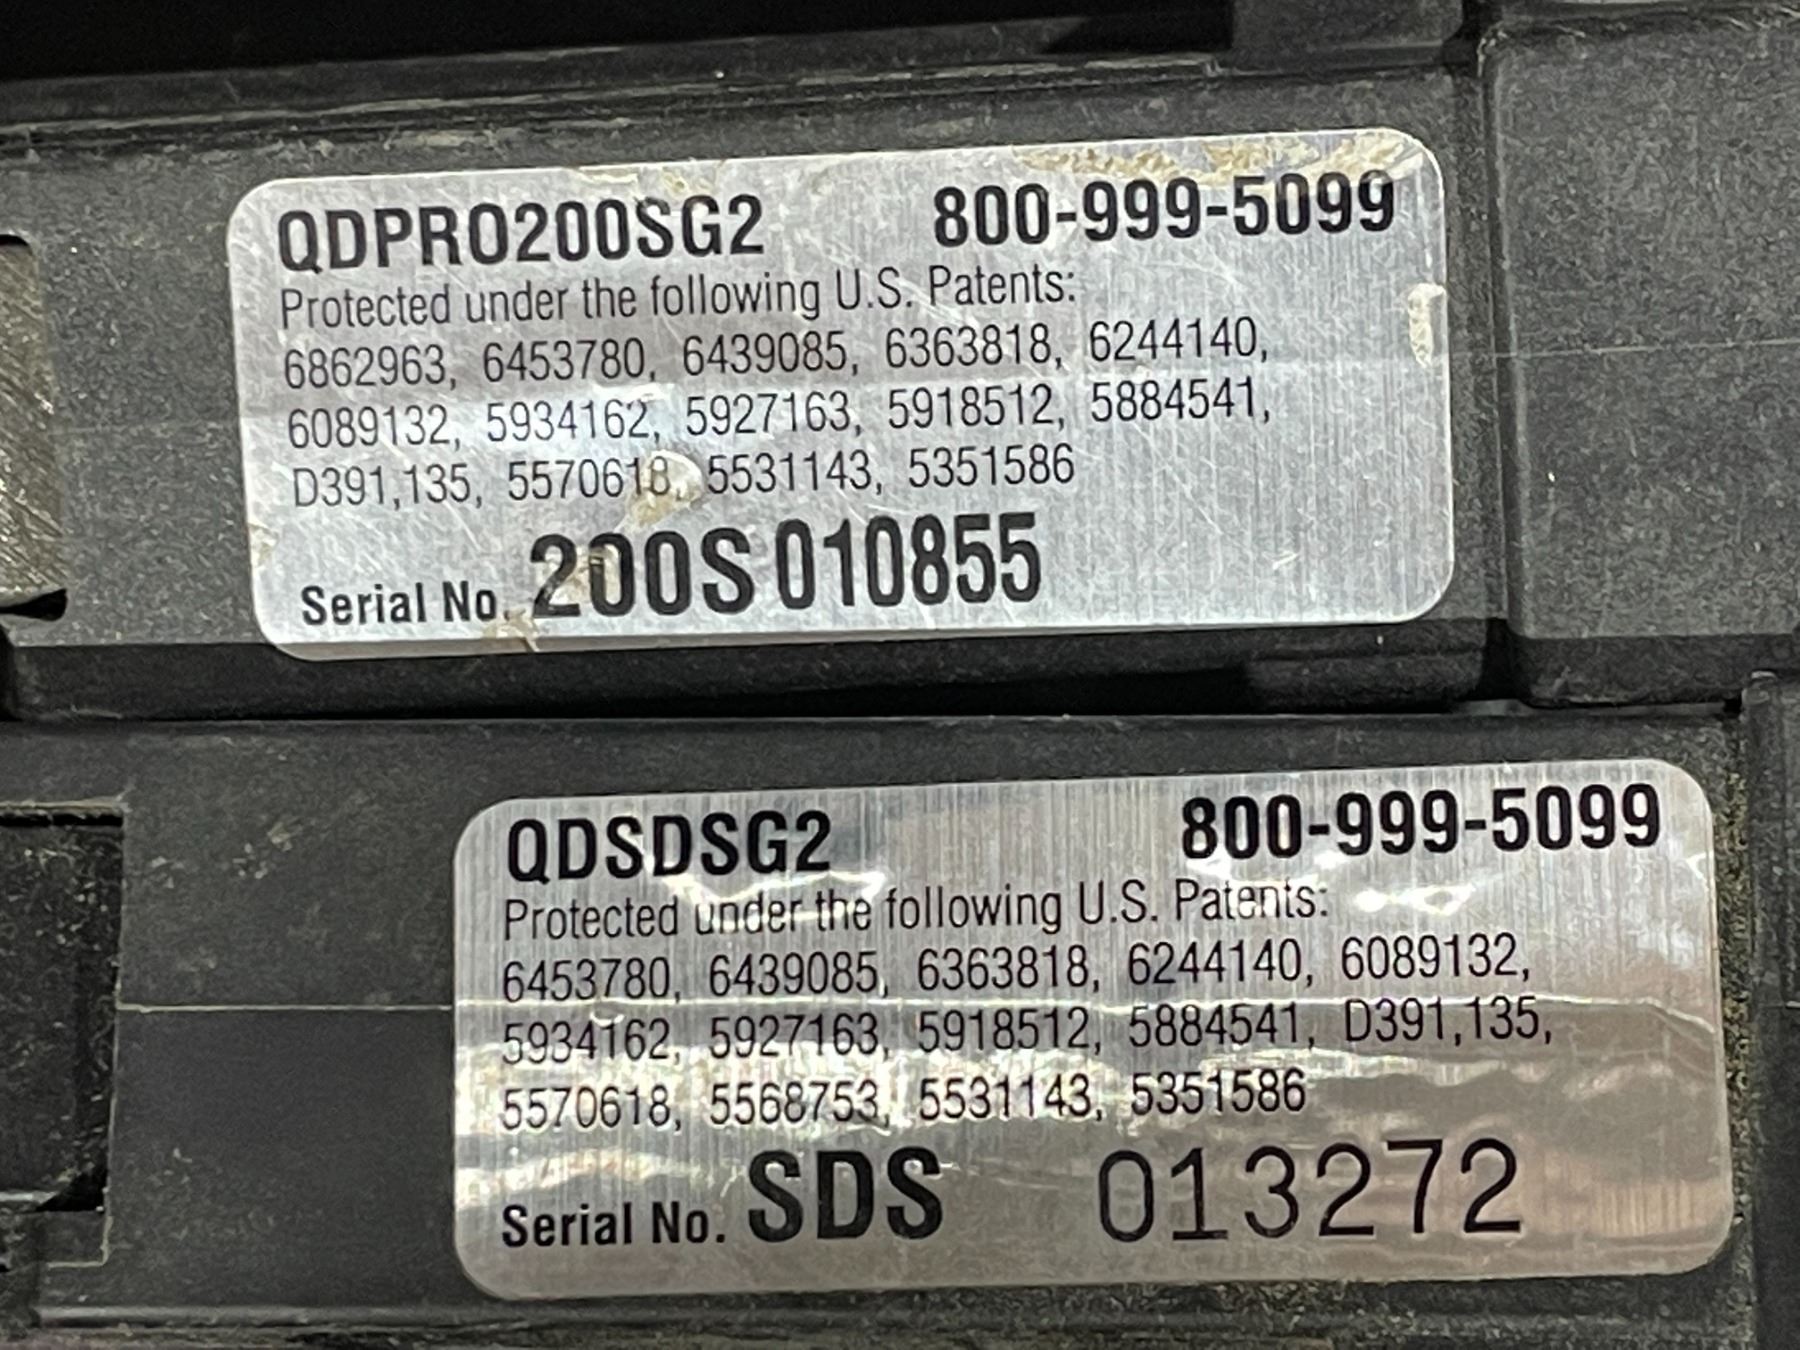 QDPRO200SG2 800-999-5099
Protected under the following U.S. Patents:
6862963, 6453780, 6439085, 6363818, 6244140,
6089132, 5934162, 5927163, 5918512, 5884541,
D391,135, 5570618, 5531143, 5351586
Serial No. 200S 010855
QDSDSG2 800-999-5099
Protected under the following U.S. Patents:
6453780, 6439085, 6363818, 6244140, 6089132,
5934162, 5927163, 5918512, 5884541, D391,135,
5570618, 5568753, 5531143, 5351586
Serial No. SDS 013272